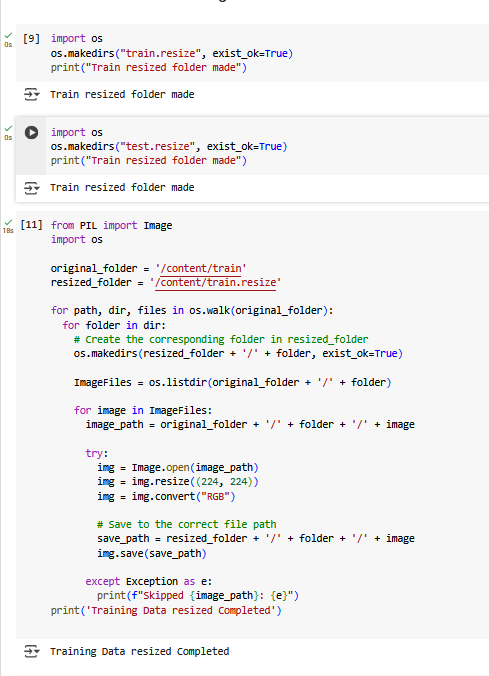 0s
[9] import os
os.makedirs("train.resize", exist_ok=True)
print("Train resized folder made")
Train resized folder made
0s
import os
os.makedirs("test.resize", exist_ok=True)
print("Train resized folder made")
Train resized folder made
18s
[11] from PIL import Image
import os
original_folder = '/content/train'
resized_folder = '/content/train.resize'
for path, dir, files in os.walk(original_folder):
for folder in dir:
# Create the corresponding folder in resized_folder
os.makedirs(resized_folder + '/' + folder, exist_ok=True)
ImageFiles = os.listdir(original_folder + '/' + folder)
for image in ImageFiles:
image_path = original_folder + '/' + folder + '/' + image
try:
img = Image.open(image_path)
img = img.resize((224, 224))
img = img.convert("RGB")
# Save to the correct file path
save_path = resized_folder + '/' + folder + '/' + image
img.save(save_path)
except Exception as e:
print(f"Skipped {image_path}: {e}")
print('Training Data resized Completed')
Training Data resized Completed